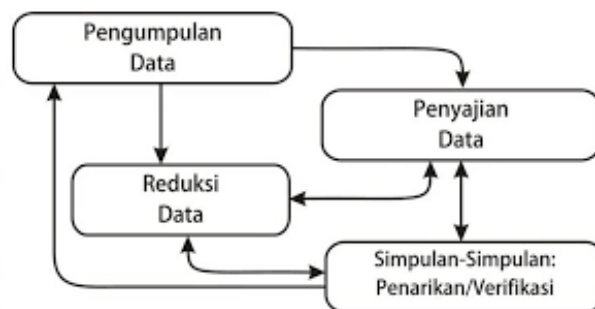 Pengumpulan
Data
Penyajian
Data
Reduksi
Data
Simpulan-Simpulan:
Penarikan/Verifikasi